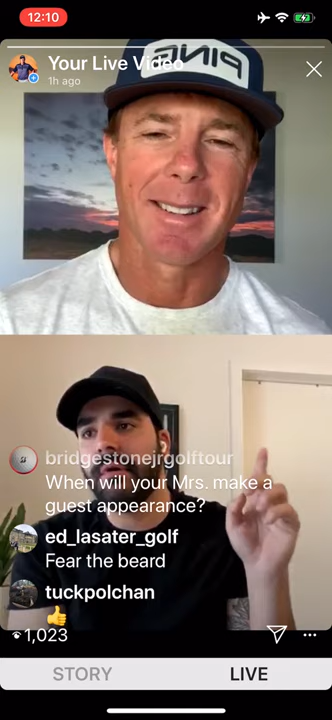 12:10
PING
Your Live Video
1h ago
bridgestonejrgolftour
When will your Mrs. make a
guest appearance?
ed_lasater_golf
Fear the beard
tuckpolchan
👍
1,023
STORY
LIVE